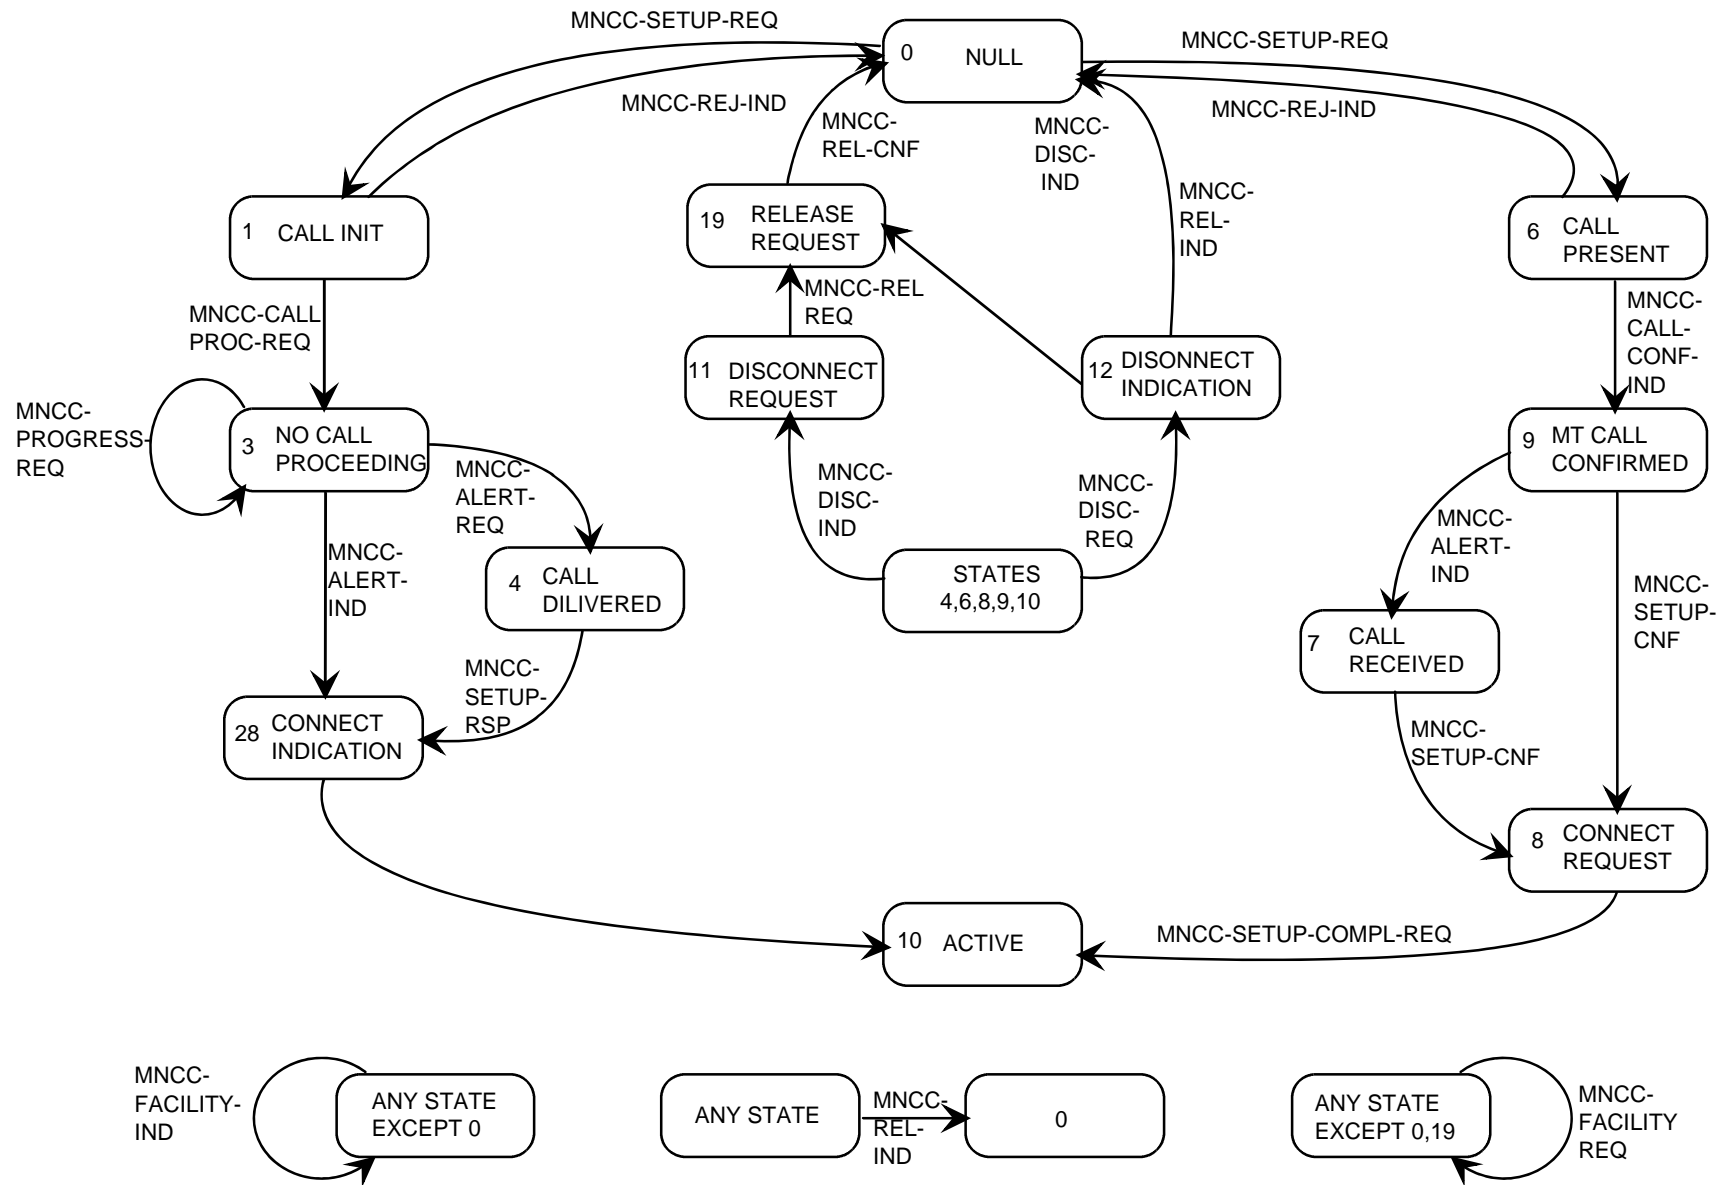 MNCC-SETUP-REQ
0 NULL
MNCC-SETUP-REQ
MNCC-REJ-IND
MNCC-REJ-IND
MNCC-
REL-CNF
MNCC-
DISC-
IND
MNCC-
REL-
IND
1 CALL INIT
19 RELEASE
REQUEST
6 CALL
PRESENT
MNCC-CALL
PROC-REQ
MNCC-REL
REQ
MNCC-
CALL-
CONF-
IND
11 DISCONNECT
REQUEST
12 DISONNECT
INDICATION
MNCC-
PROGRESS-
REQ
3 NO CALL
PROCEEDING
MNCC-
ALERT-
REQ
MNCC-
DISC-
IND
MNCC-
DISC-
REQ
9 MT CALL
CONFIRMED
MNCC-
ALERT-
IND
MNCC-
ALERT-
IND
4 CALL
DILIVERED
STATES
4,6,8,9,10
MNCC-
SETUP-
CNF
7 CALL
RECEIVED
MNCC-
SETUP-
RSP
28 CONNECT
INDICATION
MNCC-
SETUP-CNF
8 CONNECT
REQUEST
10 ACTIVE
MNCC-SETUP-COMPL-REQ
MNCC-
FACILITY-
IND
ANY STATE
EXCEPT 0
ANY STATE
MNCC-
REL-
IND
0
ANY STATE
EXCEPT 0,19
MNCC-
FACILITY
REQ